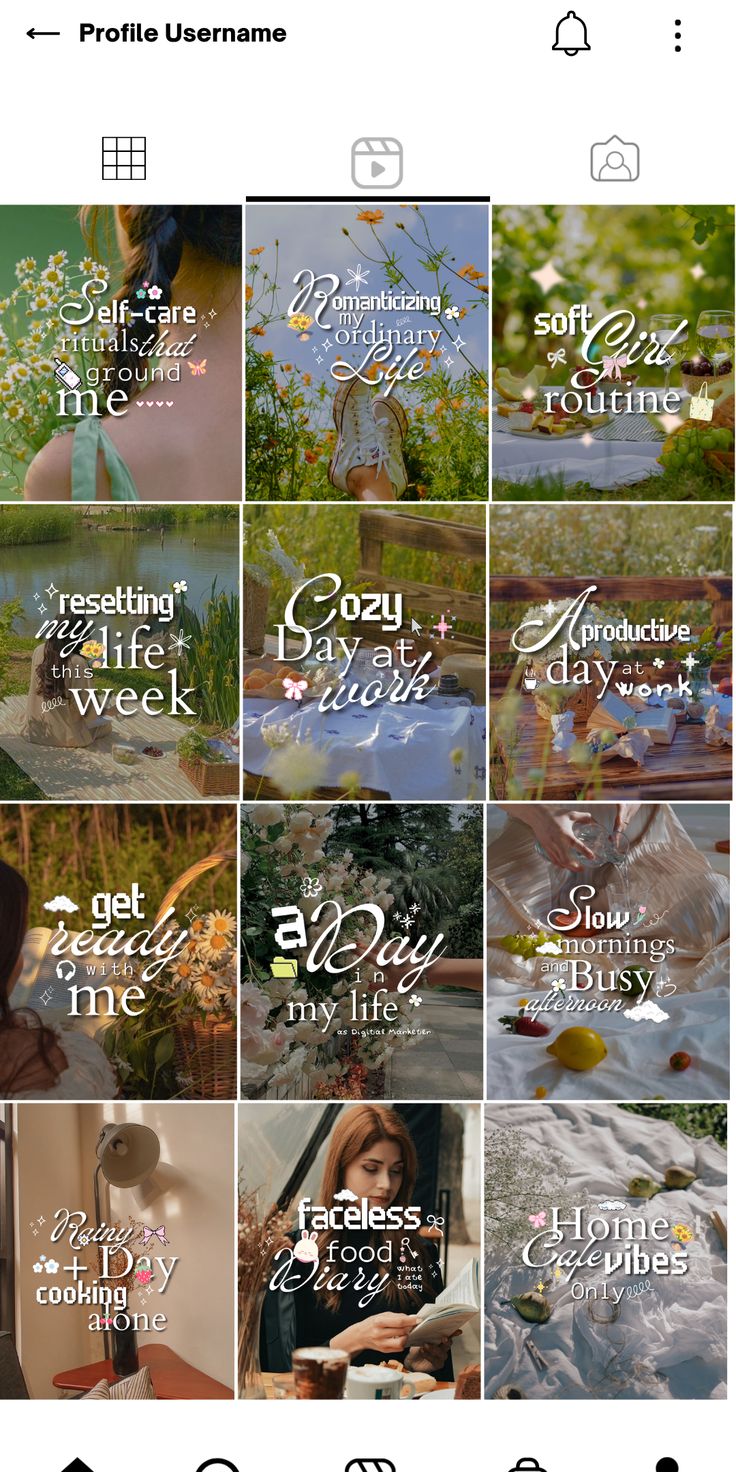 Profile Username
Self-care
rituals that
ground
me
Romanticizing
my
ordinary
Life
soft Girl
routine
resetting
my life
this
week
Cozy
Day at
work
A productive
day at
work
get
ready
with
me
a Day
in
my life
as Digital Marketer
Slow
mornings
and Busy
afternoon
Rainy
+ Day
cooking
alone
faceless
food
Diary
what
I ate
today
Home
Cafe vibes
Only